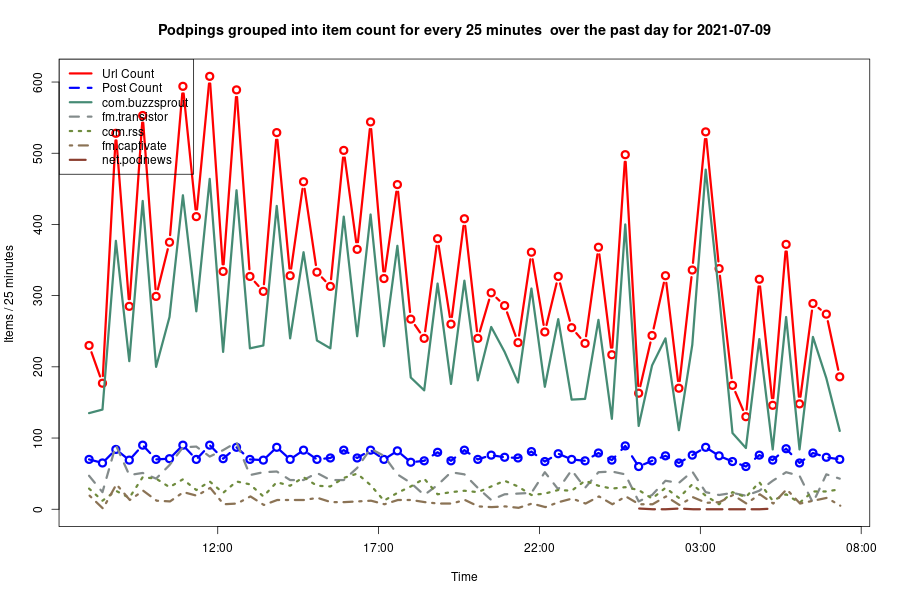 Podpings grouped into item count for every 25 minutes  over the past day for 2021-07-09
Url Count
Post Count
com.buzzsprout
fm.transistor
com.rss
fm.captivate
net.podnews
Items / 25 minutes
600
500
400
300
200
100
0
12:00
17:00
22:00
03:00
08:00
Time